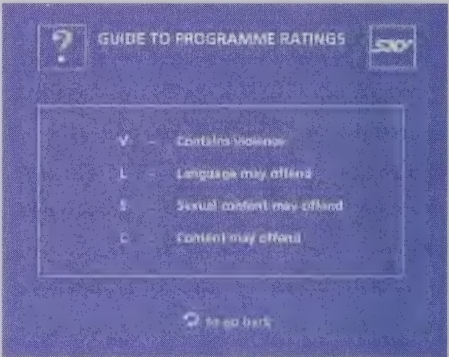 ?
GUIDE TO PROGRAMME RATINGS
SKY
V - Contains Violence
L - Language may offend
S - Sexual content may offend
C - Content may offend
to go back